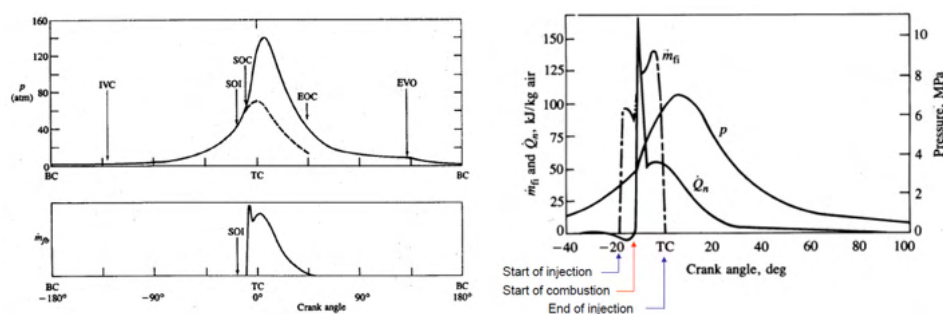 160
120
p
(atm)
80
40
0
IVC
SOI
SOC
EOC
EVO
BC
TC
BC
ṁfb
SOI
BC
TC
BC
−180°
−90°
0°
Crank angle
90°
180°
ṁfi and Q̇n, kJ/kg air
150
125
100
75
50
25
0
ṁfi
p
Q̇n
10
8
6
4
2
0
Pressure, MPa
−40
−20
TC
20
40
60
80
100
Crank angle, deg
Start of injection
Start of combustion
End of injection